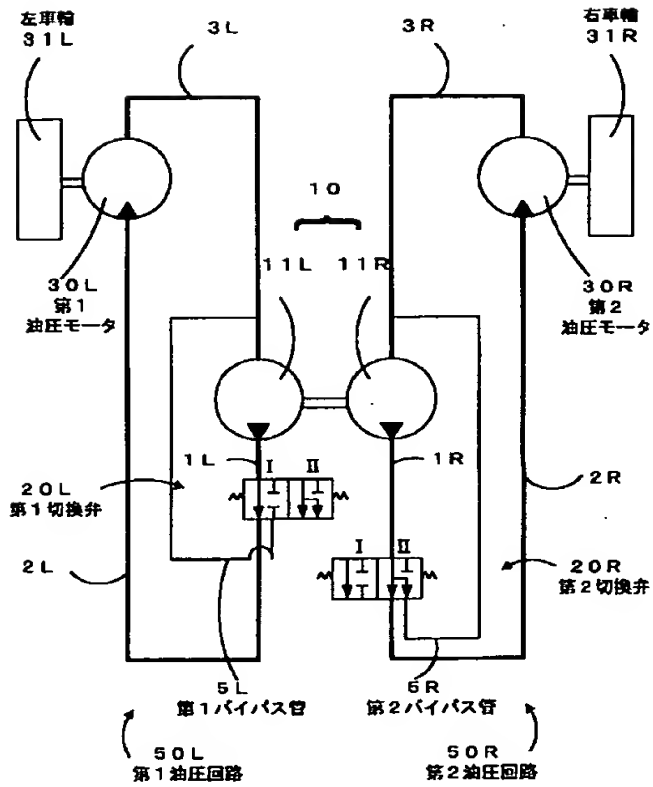 左車輪
31L
3L
3R
右車輪
31R
10
11L
11R
30L
第1
油圧モータ
30R
第2
油圧モータ
1L
I
II
1R
20L
第1切換弁
2R
I
II
2L
20R
第2切換弁
5L
第1バイパス管
5R
第2バイパス管
50L
第1油圧回路
50R
第2油圧回路